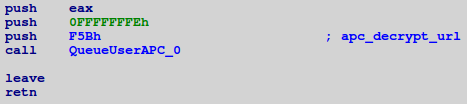 push eax
push 0FFFFFFFEh
push F5Bh ; apc_decrypt_url
call QueueUserAPC_0
leave
retn